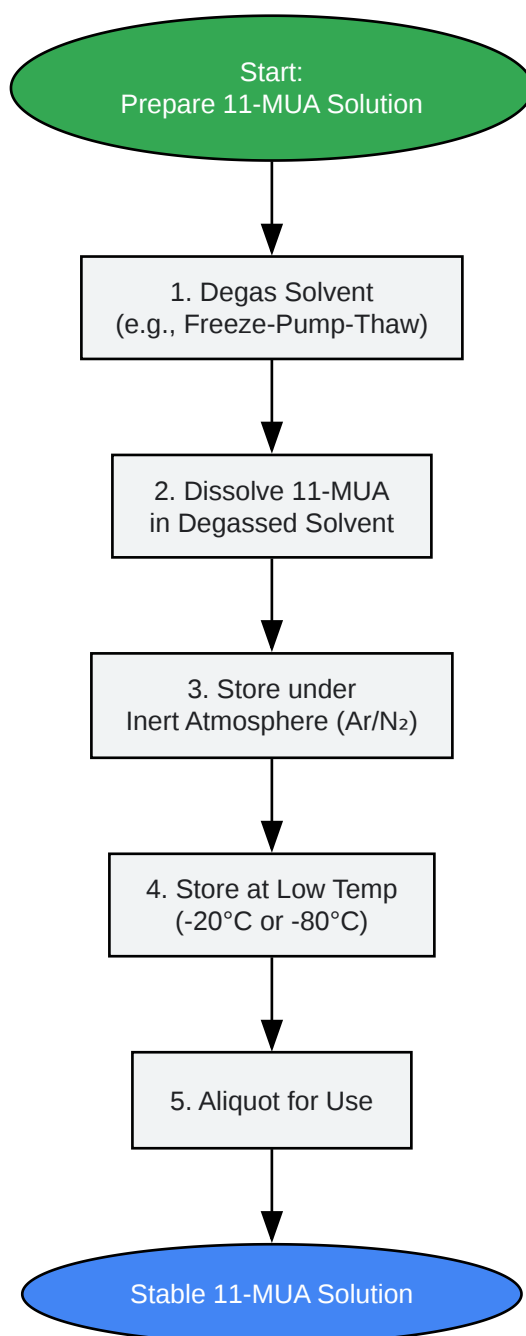 Start:
Prepare 11-MUA Solution
1. Degas Solvent
(e.g., Freeze-Pump-Thaw)
2. Dissolve 11-MUA
in Degassed Solvent
3. Store under
Inert Atmosphere (Ar/N₂)
4. Store at Low Temp
(-20°C or -80°C)
5. Aliquot for Use
Stable 11-MUA Solution